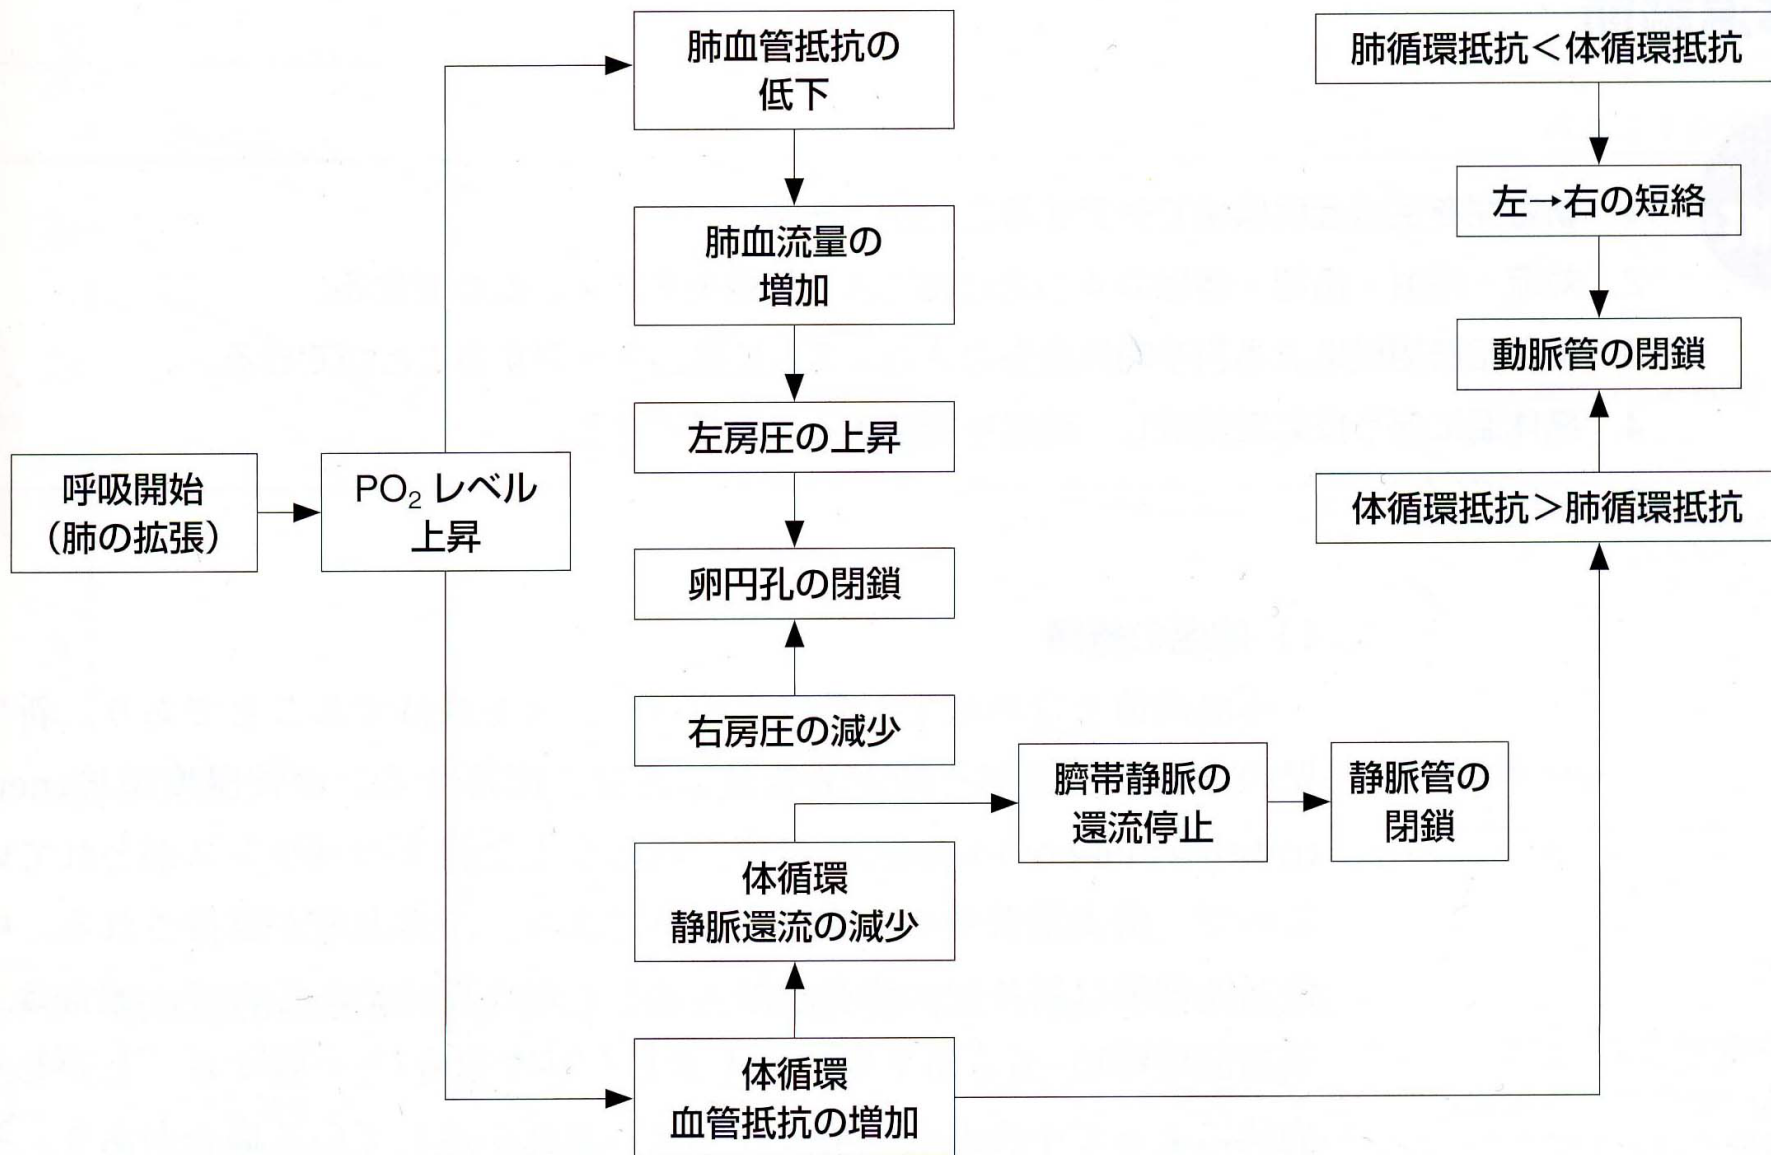 肺血管抵抗の
低下
肺循環抵抗<体循環抵抗
左→右の短絡
肺血流量の
増加
動脈管の閉鎖
左房圧の上昇
呼吸開始
(肺の拡張)
PO₂ レベル
上昇
体循環抵抗>肺循環抵抗
卵円孔の閉鎖
右房圧の減少
臍帯静脈の
還流停止
静脈管の
閉鎖
体循環
静脈還流の減少
体循環
血管抵抗の増加